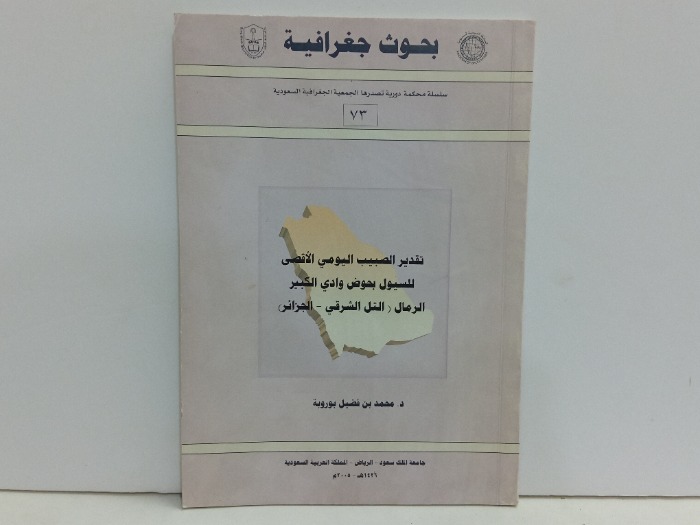 بحوث جغرافية
سلسلة محكمة دورية تصدرها الجمعية الجغرافية السعودية
٧٣
تقدير الصبيب اليومي الأقصى
للسيول بحوض وادي الكبير
الرمال (التل الشرقي - الجزائر)
د. محمد بن فضيل بوروبة
جامعة الملك سعود - الرياض - المملكة العربية السعودية
١٤٢٦هـ - ٢٠٠٥م